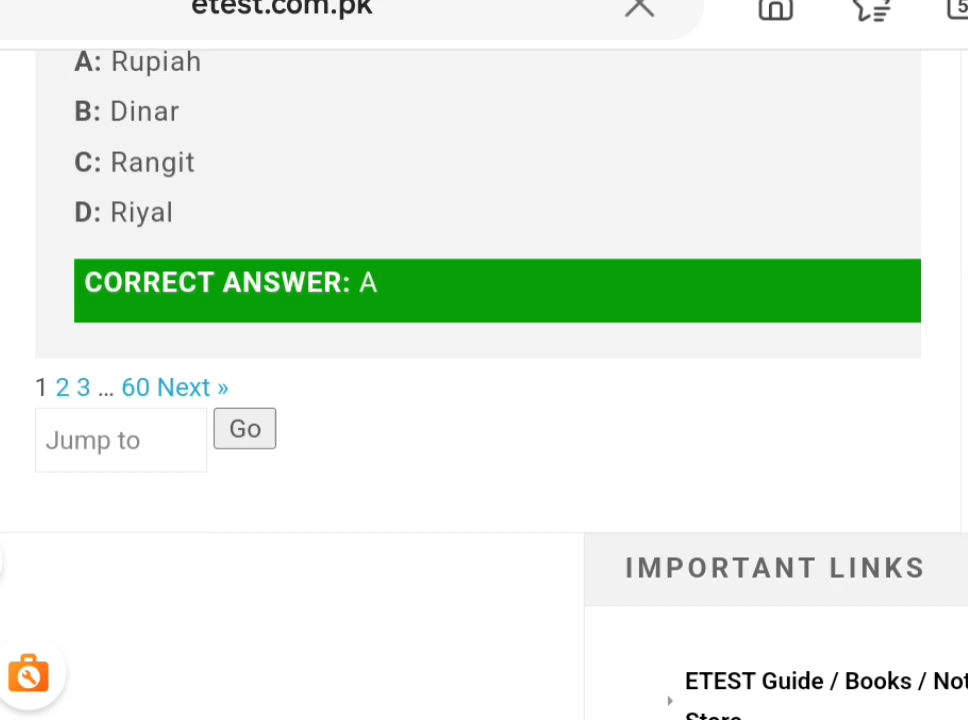 etest.com.pk
A: Rupiah
B: Dinar
C: Rangit
D: Riyal
CORRECT ANSWER: A
1 2 3 ... 60 Next »
Jump to Go
IMPORTANT LINKS
ETEST Guide / Books / Not
Store